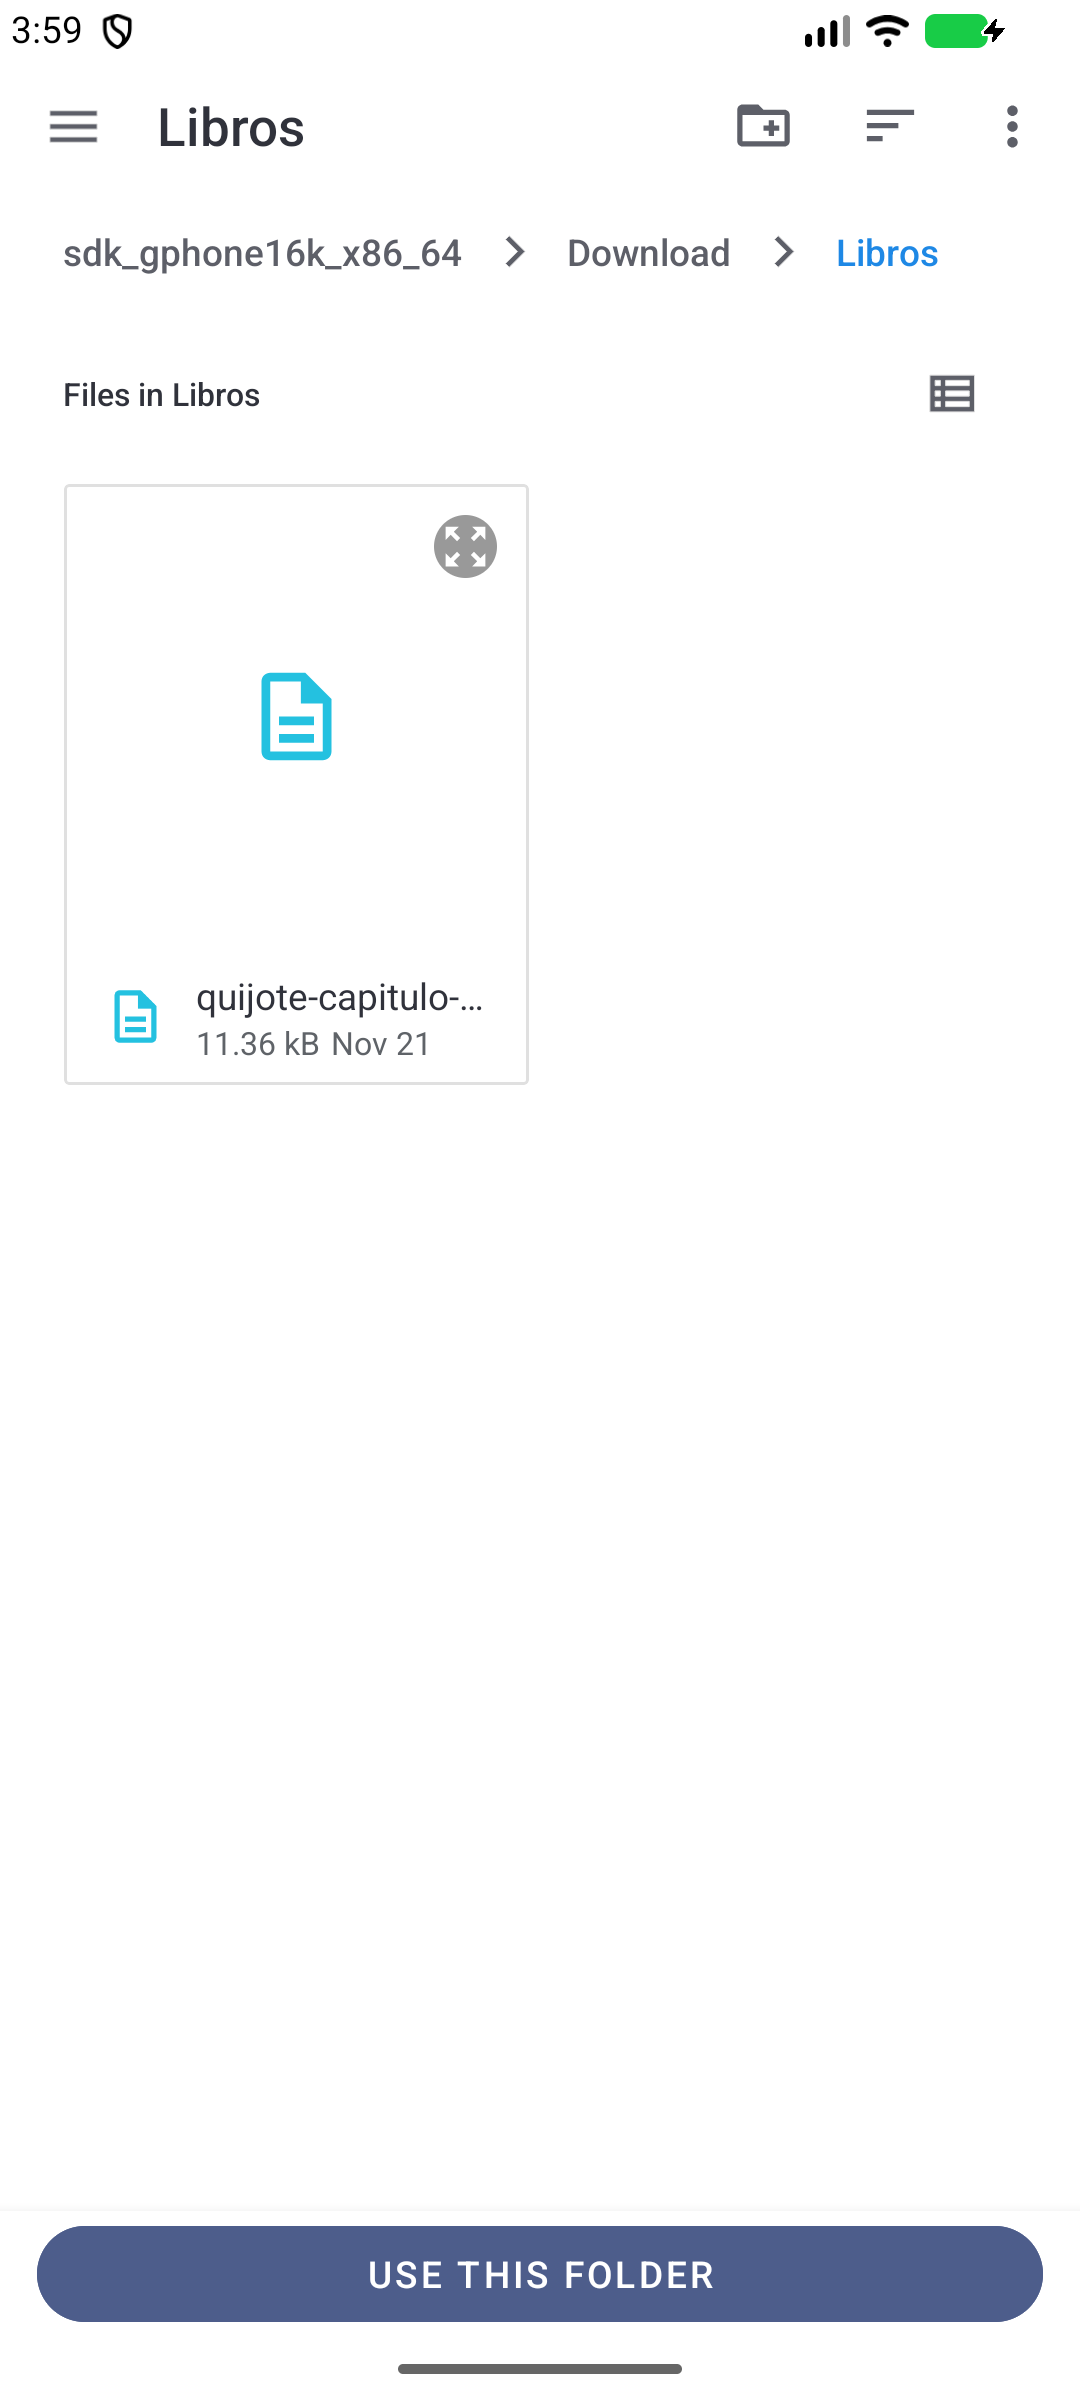 3:59
Libros
sdk_gphone16k_x86_64 > Download > Libros
Files in Libros
quijote-capitulo-...
11.36 kB Nov 21
USE THIS FOLDER